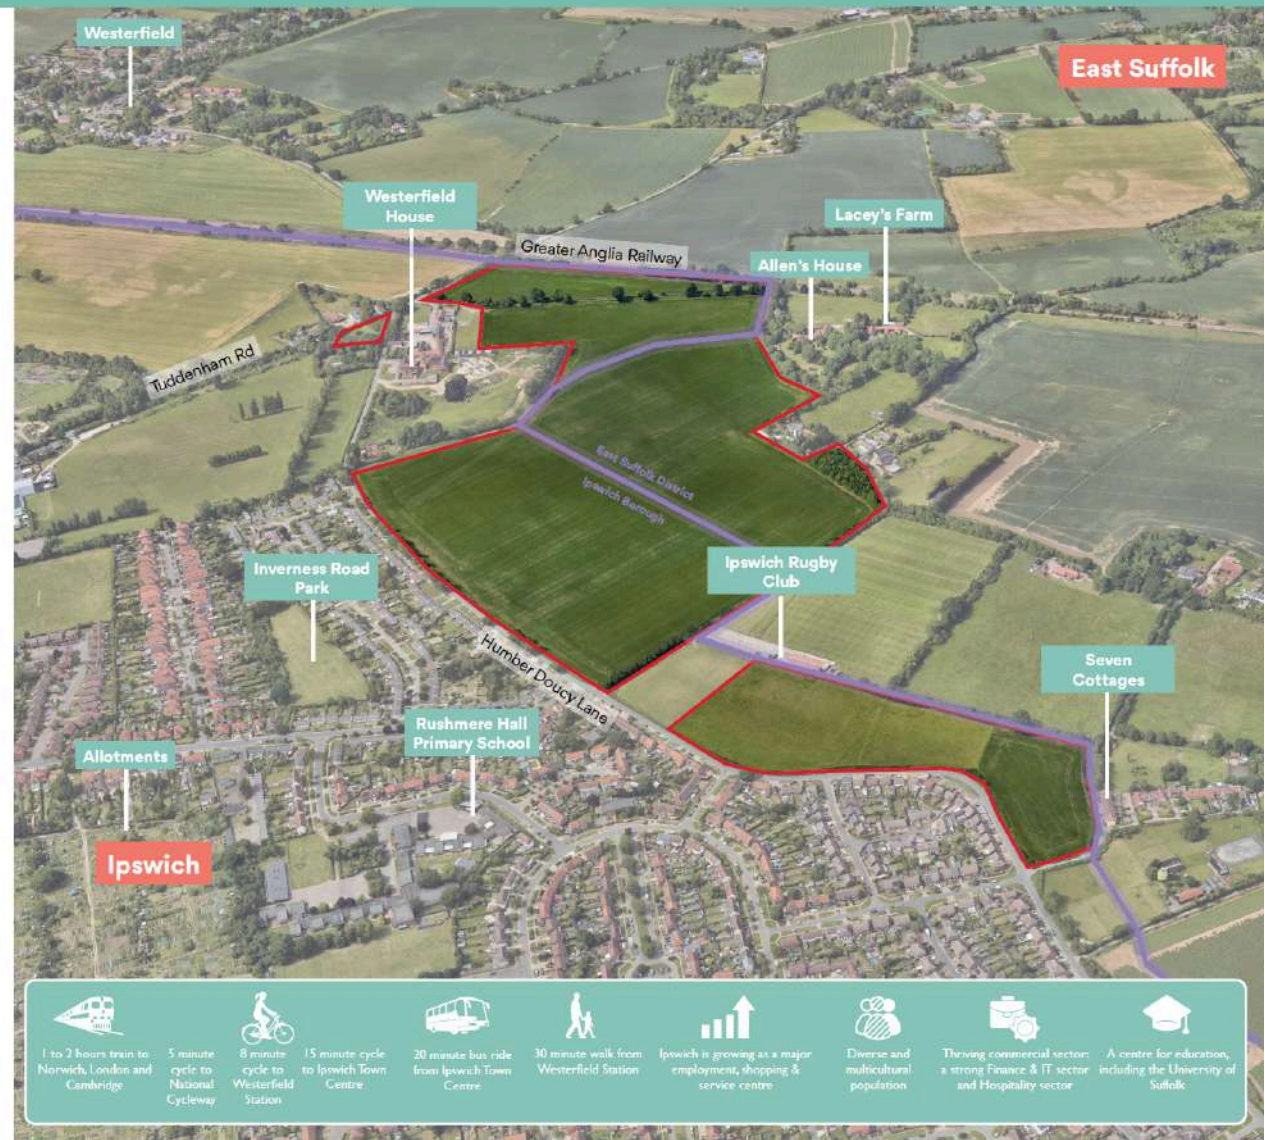 Westerfield
East Suffolk
Westerfield
House
Lacey's Farm
Greater Anglia Railway
Allen's House
Tuddenham Rd
East Suffolk District
Ipswich Borough
Ipswich Rugby
Club
Inverness Road
Park
Humber Doucy Lane
Seven
Cottages
Rushmere Hall
Primary School
Allotments
Ipswich
1 to 2 hours train to
Norwich, London and
Cambridge
5 minute
cycle to
National
Cycleway
8 minute
cycle to
Westerfield
Station
15 minute cycle
to Ipswich Town
Centre
20 minute bus ride
from Ipswich Town
Centre
30 minute walk from
Westerfield Station
Ipswich is growing as a major
employment, shopping &
service centre
Diverse and
multicultural
population
Thriving commercial sector:
a strong Finance & IT sector
and Hospitality sector
A centre for education,
including the University of
Suffolk